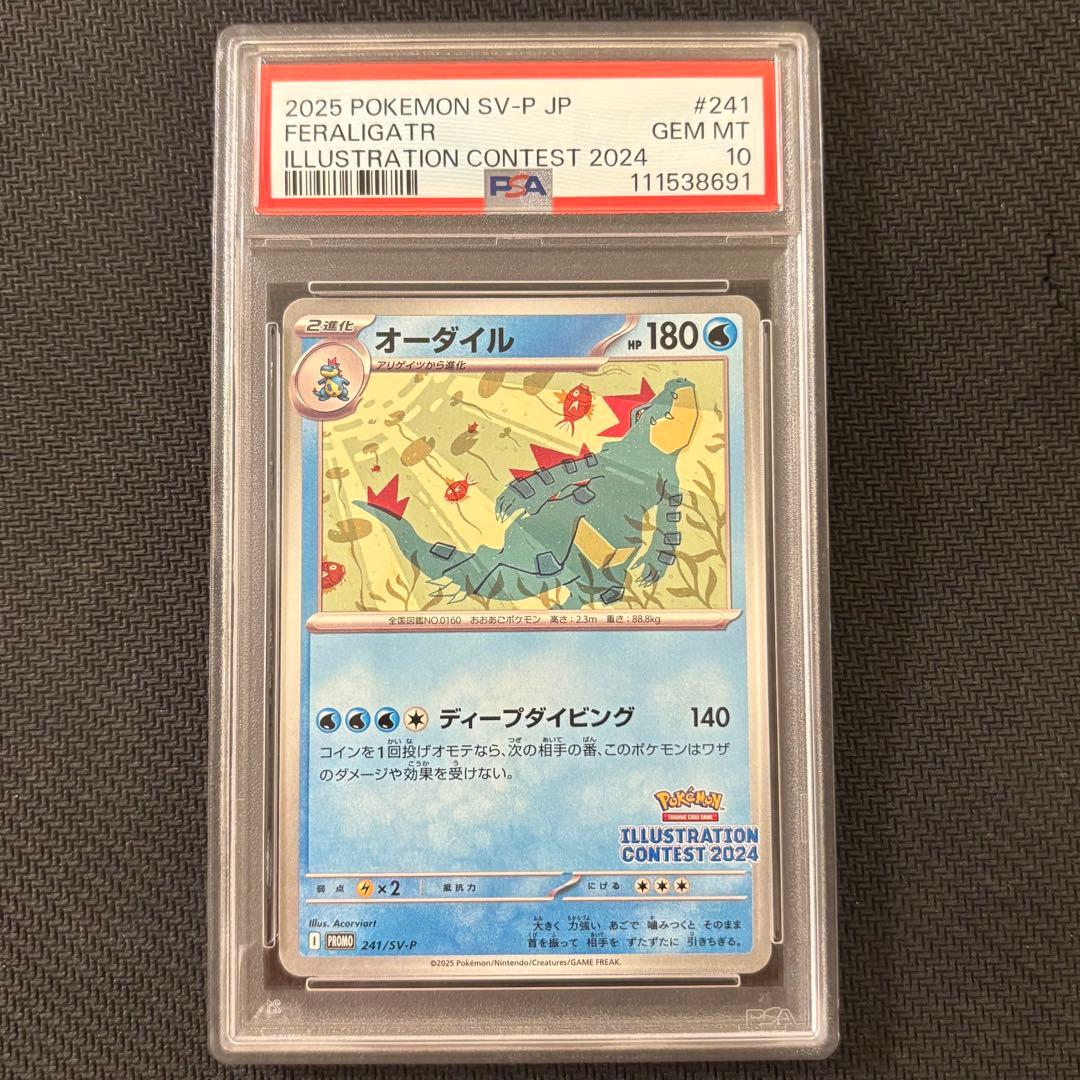 2025 POKEMON SV-P JP #241
FERALIGATR GEM MT
ILLUSTRATION CONTEST 2024 10
PSA 111538691
2進化 オーダイル HP 180
アリゲイツから進化
全国図鑑NO.0160 おおあごポケモン 高さ:2.3m 重さ:88.8kg
ディープダイビング 140
コインを1回投げオモテなら、次の相手の番、このポケモンはワザ
のダメージや効果を受けない。
Pokémon
TRADING CARD GAME
ILLUSTRATION
CONTEST 2024
弱点 ×2 抵抗力 にげる
Illus. Acorviart
大きく 力強い あごで 噛みつくと そのまま
首を振って 相手を ずたずたに 引きちぎる。
I PROMO 241/SV-P
©2025 Pokémon/Nintendo/Creatures/GAME FREAK.
PSA